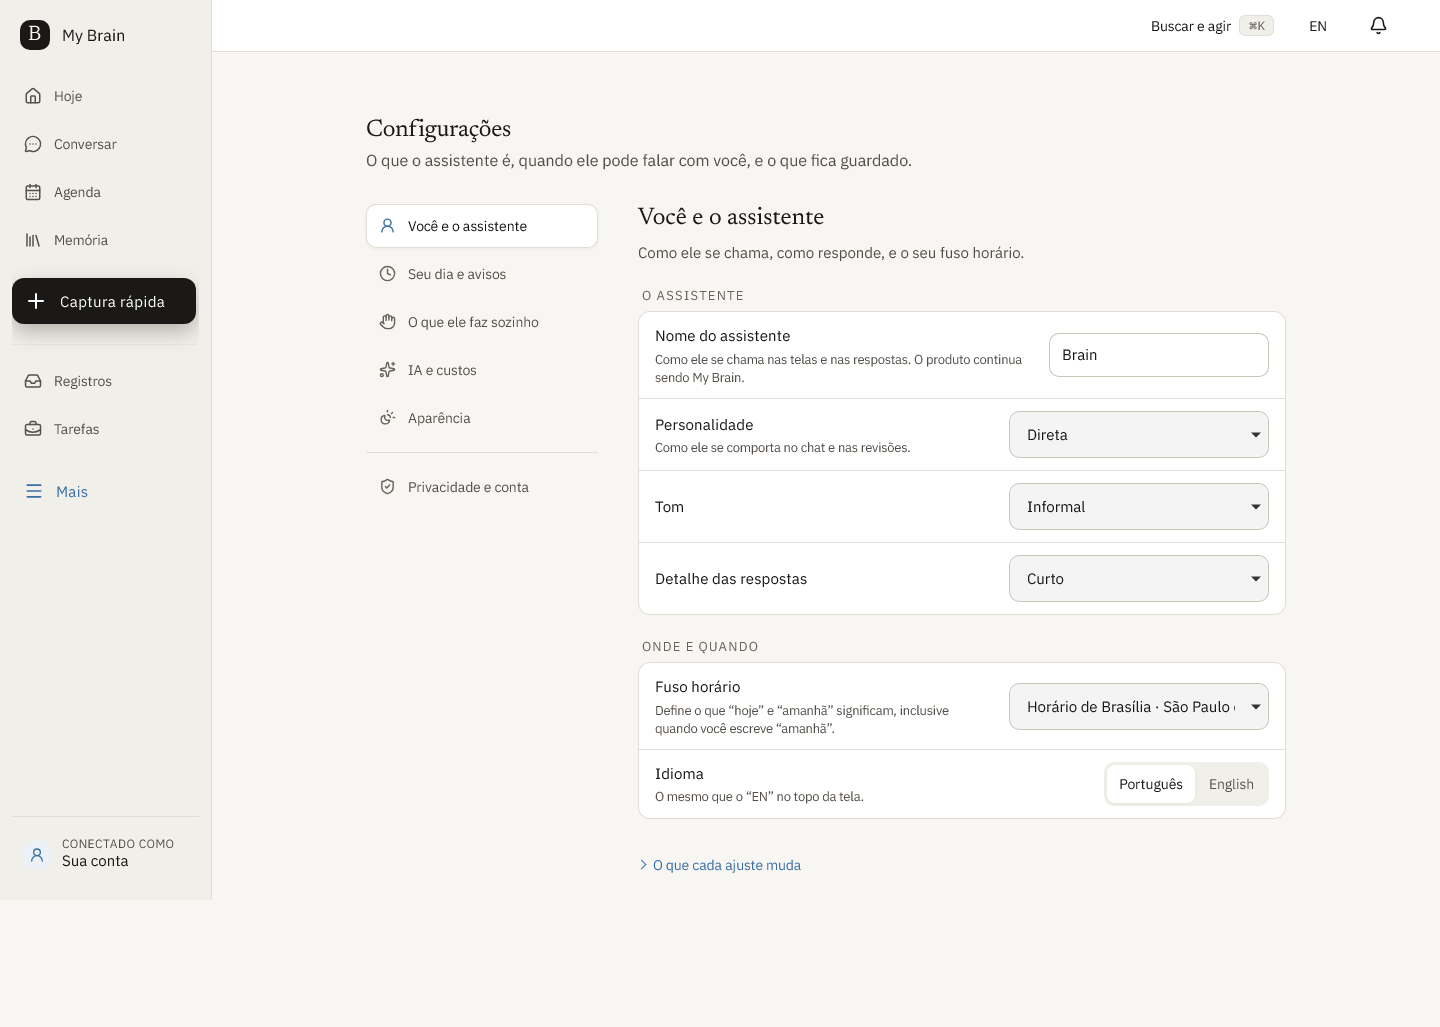 B My Brain
Buscar e agir ⌘K EN
Hoje
Conversar
Agenda
Memória
Captura rápida
Registros
Tarefas
Mais
CONECTADO COMO
Sua conta
Configurações
O que o assistente é, quando ele pode falar com você, e o que fica guardado.
Você e o assistente
Seu dia e avisos
O que ele faz sozinho
IA e custos
Aparência
Privacidade e conta
Você e o assistente
Como ele se chama, como responde, e o seu fuso horário.
O ASSISTENTE
Nome do assistente
Como ele se chama nas telas e nas respostas. O produto continua
sendo My Brain.
Brain
Personalidade
Como ele se comporta no chat e nas revisões.
Direta
Tom
Informal
Detalhe das respostas
Curto
ONDE E QUANDO
Fuso horário
Define o que “hoje” e “amanhã” significam, inclusive
quando você escreve “amanhã”.
Horário de Brasília · São Paulo
Idioma
O mesmo que o “EN” no topo da tela.
Português English
O que cada ajuste muda